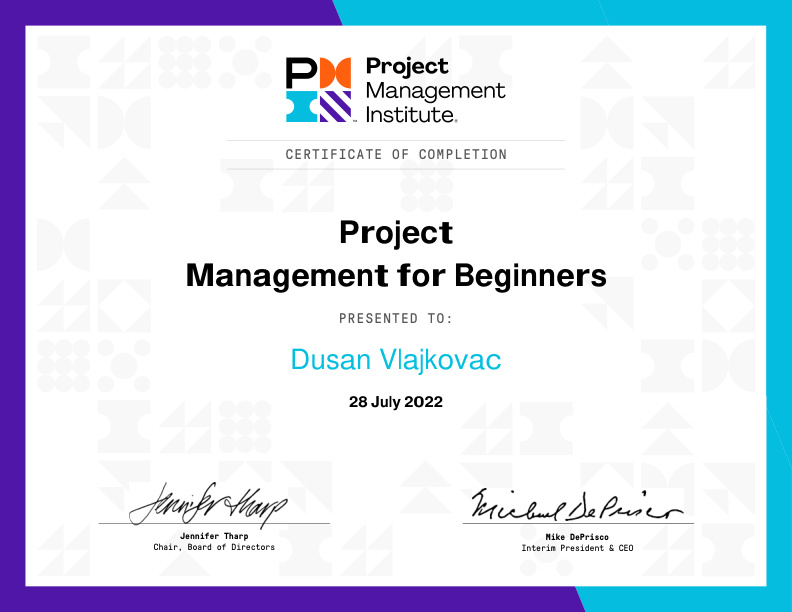 Project
Management
Institute.
CERTIFICATE OF COMPLETION
Project
Management for Beginners
PRESENTED TO:
Dusan Vlajkovac
28 July 2022
Jennifer Tharp
Michael DePrisco
Jennifer Tharp
Chair, Board of Directors
Mike DePrisco
Interim President & CEO